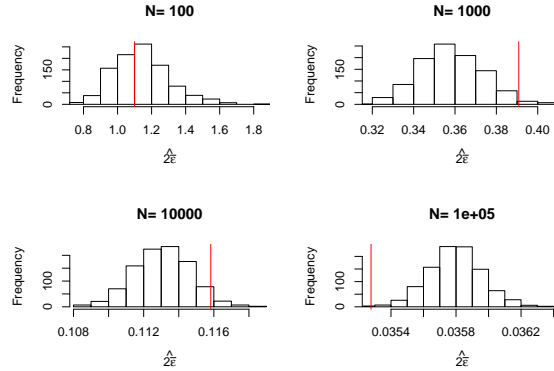 N= 100
N= 1000
Frequency
0 150
Frequency
0 150
0.8 1.0 1.2 1.4 1.6 1.8
0.32 0.34 0.36 0.38 0.40
2ε̂
2ε̂
N= 10000
N= 1e+05
Frequency
0 100
Frequency
0 100
0.108 0.112 0.116
0.0354 0.0358 0.0362
2ε̂
2ε̂